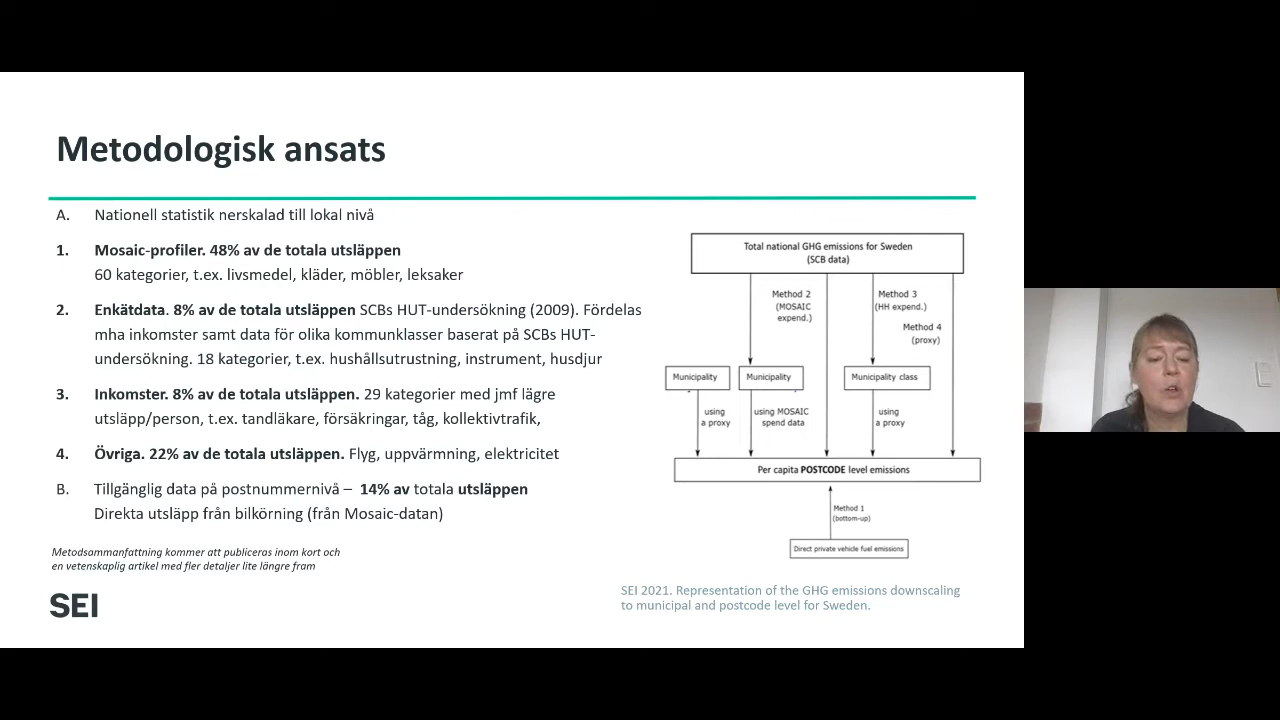 Metodologisk ansats
A. Nationell statistik nerskalad till lokal nivå
1. Mosaic-profiler. 48% av de totala utsläppen
60 kategorier, t.ex. livsmedel, kläder, möbler, leksaker
2. Enkätdata. 8% av de totala utsläppen SCBs HUT-undersökning (2009). Fördelas
mha inkomster samt data för olika kommunklasser baserat på SCBs HUT-
undersökning. 18 kategorier, t.ex. hushållsutrustning, instrument, husdjur
3. Inkomster. 8% av de totala utsläppen. 29 kategorier med jmf lägre
utsläpp/person, t.ex. tandläkare, försäkringar, tåg, kollektivtrafik,
4. Övriga. 22% av de totala utsläppen. Flyg, uppvärmning, elektricitet
B. Tillgänglig data på postnummernivå – 14% av totala utsläppen
Direkta utsläpp från bilkörning (från Mosaic-datan)
Metodsammanfattning kommer att publiceras inom kort och
en vetenskaplig artikel med fler detaljer lite längre fram
SEI
Total national GHG emissions for Sweden
(SCB data)
Method 2
(MOSAIC
expend.)
Method 3
(HH expend.)
Method 4
(proxy)
Municipality
Municipality
Municipality class
using
a proxy
using MOSAIC
spend data
using
a proxy
Per capita POSTCODE level emissions
Method 1
(bottom-up)
Direct private vehicle fuel emissions
SEI 2021. Representation of the GHG emissions downscaling
to municipal and postcode level for Sweden.